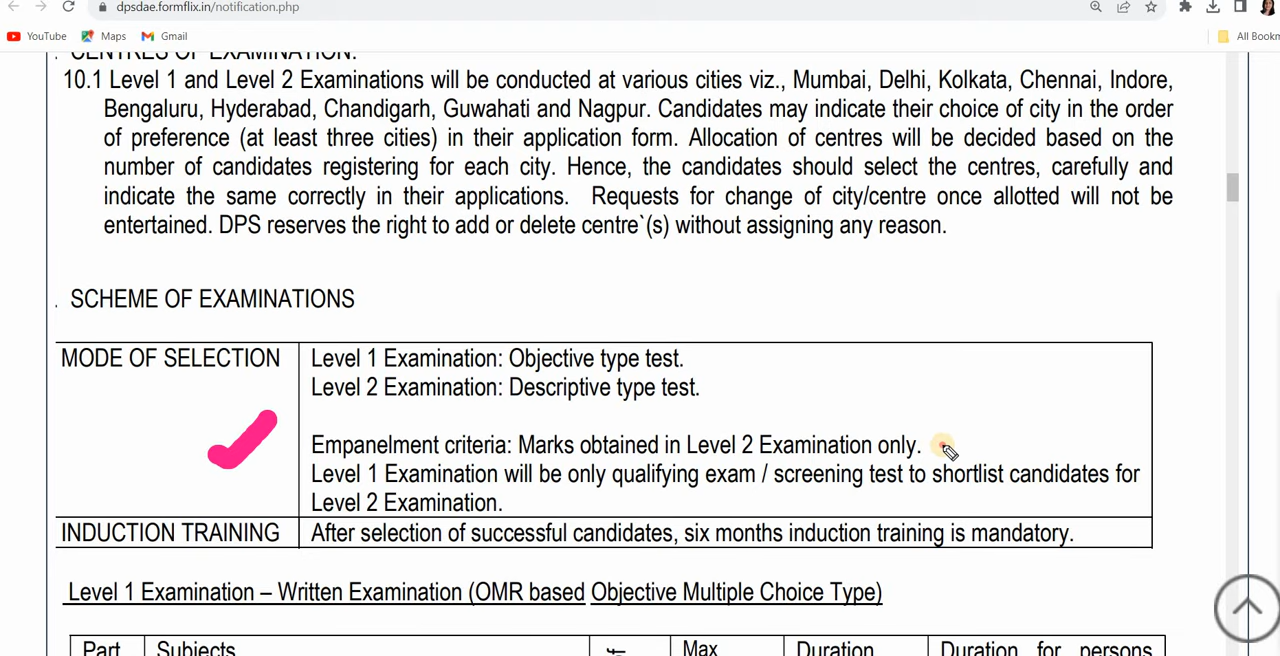 dpsdae.formflix.in/notification.php
YouTube Maps Gmail All Bookm
. CENTRES OF EXAMINATION.
10.1 Level 1 and Level 2 Examinations will be conducted at various cities viz., Mumbai, Delhi, Kolkata, Chennai, Indore,
Bengaluru, Hyderabad, Chandigarh, Guwahati and Nagpur. Candidates may indicate their choice of city in the order
of preference (at least three cities) in their application form. Allocation of centres will be decided based on the
number of candidates registering for each city. Hence, the candidates should select the centres, carefully and
indicate the same correctly in their applications. Requests for change of city/centre once allotted will not be
entertained. DPS reserves the right to add or delete centre`(s) without assigning any reason.
. SCHEME OF EXAMINATIONS
MODE OF SELECTION
Level 1 Examination: Objective type test.
Level 2 Examination: Descriptive type test.
Empanelment criteria: Marks obtained in Level 2 Examination only.
Level 1 Examination will be only qualifying exam / screening test to shortlist candidates for
Level 2 Examination.
INDUCTION TRAINING After selection of successful candidates, six months induction training is mandatory.
Level 1 Examination – Written Examination (OMR based Objective Multiple Choice Type)
Part Subjects Max Duration Duration for persons